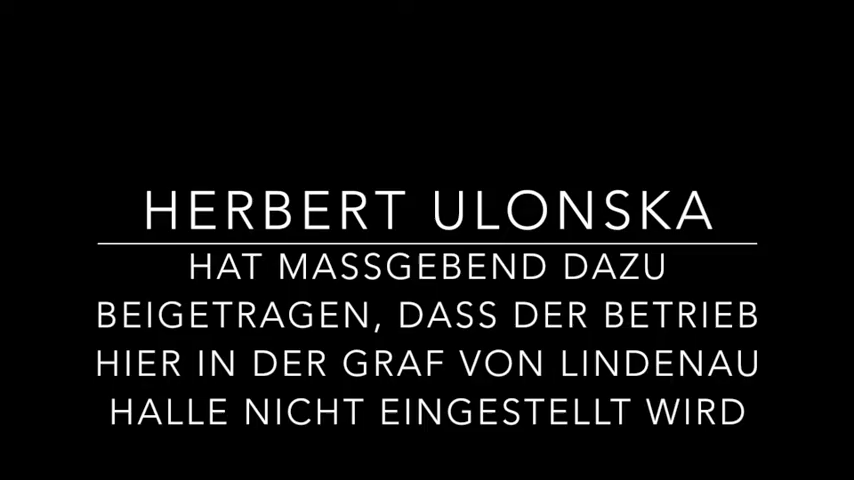 HERBERT ULONSKA
HAT MASSGEBEND DAZU
BEIGETRAGEN, DASS DER BETRIEB
HIER IN DER GRAF VON LINDENAU
HALLE NICHT EINGESTELLT WIRD